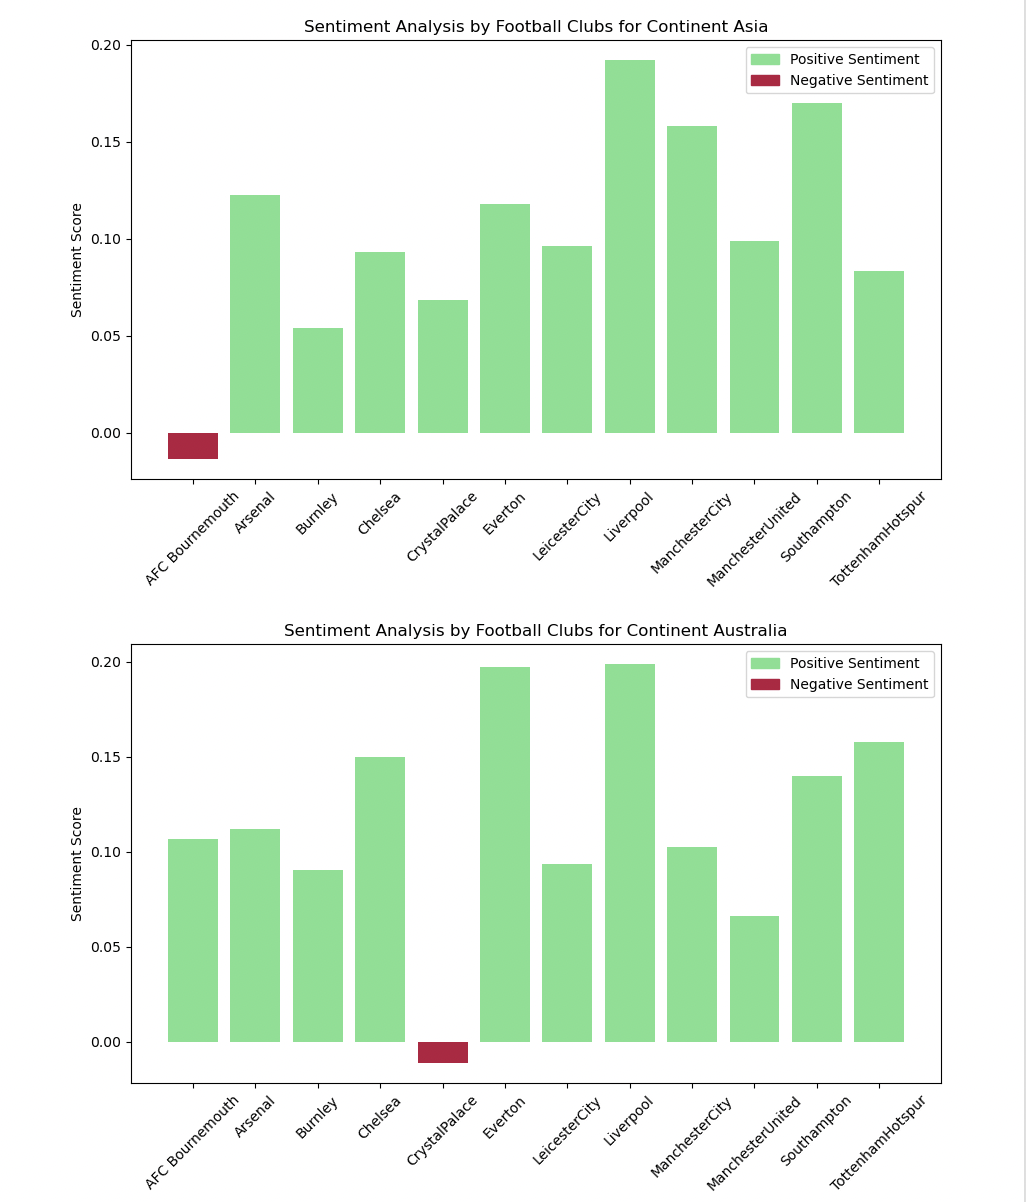 Sentiment Analysis by Football Clubs for Continent Asia
Positive Sentiment
Negative Sentiment
Sentiment Score
0.20
0.15
0.10
0.05
0.00
AFC Bournemouth
Arsenal
Burnley
Chelsea
CrystalPalace
Everton
LeicesterCity
Liverpool
ManchesterCity
ManchesterUnited
Southampton
TottenhamHotspur
Sentiment Analysis by Football Clubs for Continent Australia
Positive Sentiment
Negative Sentiment
Sentiment Score
0.20
0.15
0.10
0.05
0.00
AFC Bournemouth
Arsenal
Burnley
Chelsea
CrystalPalace
Everton
LeicesterCity
Liverpool
ManchesterCity
ManchesterUnited
Southampton
TottenhamHotspur